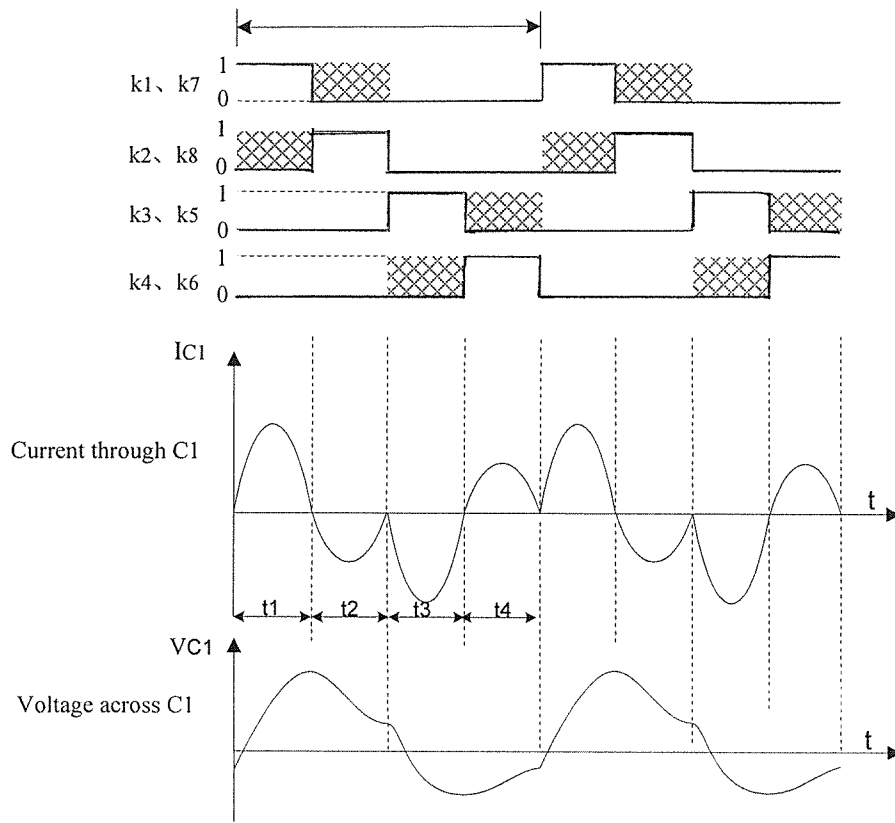 k1、k7 1 0
k2、k8 1 0
k3、k5 1 0
k4、k6 1 0
IC1
Current through C1
t
t1 t2 t3 t4
VC1
Voltage across C1
t